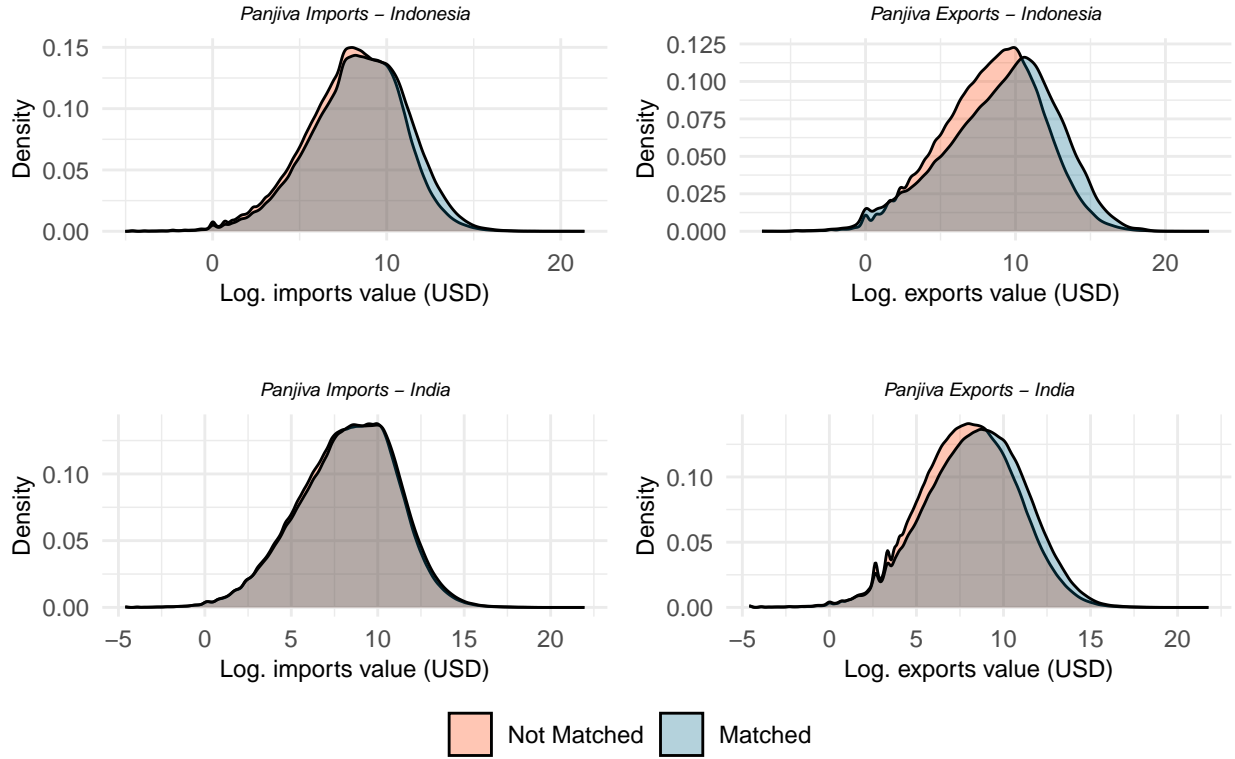 Panjiva Imports – Indonesia
Density
0.15
0.10
0.05
0.00
0 10 20
Log. imports value (USD)
Panjiva Exports – Indonesia
Density
0.125
0.100
0.075
0.050
0.025
0.000
0 10 20
Log. exports value (USD)
Panjiva Imports – India
Density
0.10
0.05
0.00
−5 0 5 10 15 20
Log. imports value (USD)
Panjiva Exports – India
Density
0.10
0.05
0.00
−5 0 5 10 15 20
Log. exports value (USD)
Not Matched Matched